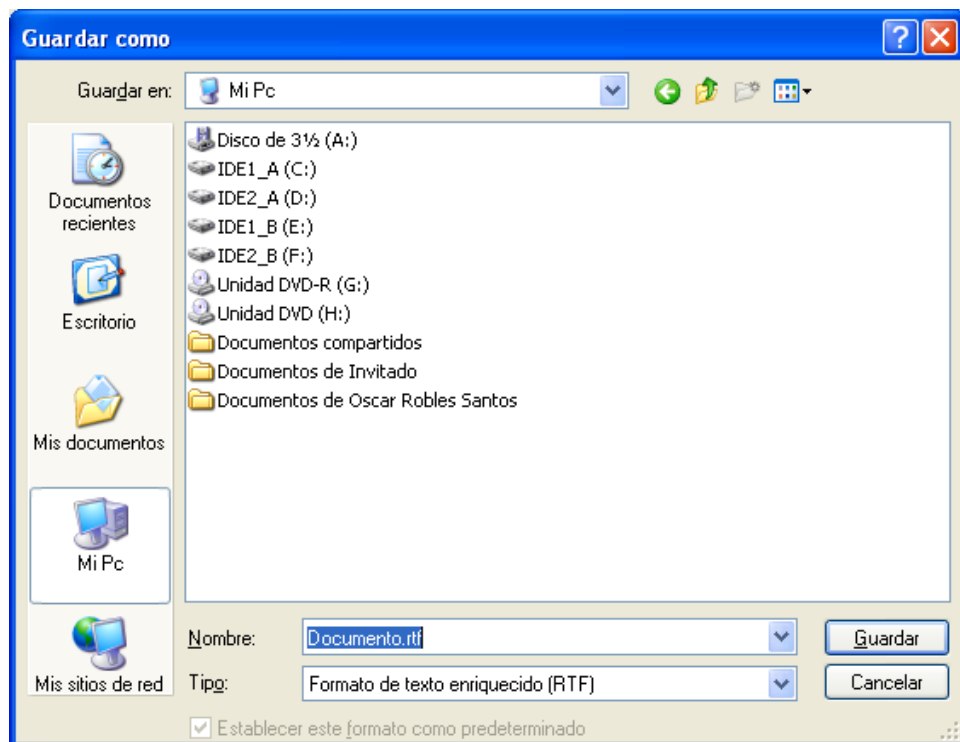 Guardar como
Guardar en:
Mi Pc
Documentos
recientes
Escritorio
Mis documentos
Mi Pc
Mis sitios de red
Disco de 3½ (A:)
IDE1_A (C:)
IDE2_A (D:)
IDE1_B (E:)
IDE2_B (F:)
Unidad DVD-R (G:)
Unidad DVD (H:)
Documentos compartidos
Documentos de Invitado
Documentos de Oscar Robles Santos
Nombre:
Documento.rtf
Guardar
Tipo:
Formato de texto enriquecido (RTF)
Cancelar
Establecer este formato como predeterminado